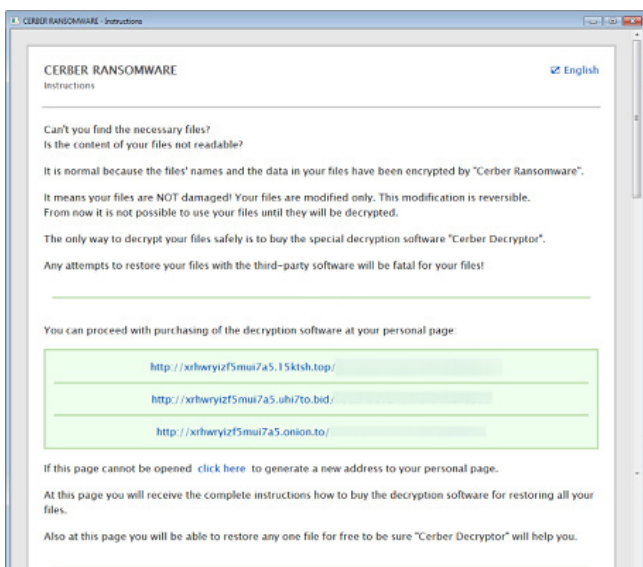 CERBER RANSOMWARE - Instructions
CERBER RANSOMWARE
English
Instructions
Can't you find the necessary files?
Is the content of your files not readable?
It is normal because the files' names and the data in your files have been encrypted by "Cerber Ransomware".
It means your files are NOT damaged! Your files are modified only. This modification is reversible.
From now it is not possible to use your files until they will be decrypted.
The only way to decrypt your files safely is to buy the special decryption software "Cerber Decryptor".
Any attempts to restore your files with the third-party software will be fatal for your files!
You can proceed with purchasing of the decryption software at your personal page:
http://xrhwryizf5mui7a5.15ktsh.top/
http://xrhwryizf5mui7a5.uhi7to.bid/
http://xrhwryizf5mui7a5.onion.to/
If this page cannot be opened click here to generate a new address to your personal page.
At this page you will receive the complete instructions how to buy the decryption software for restoring all your
files.
Also at this page you will be able to restore any one file for free to be sure "Cerber Decryptor" will help you.